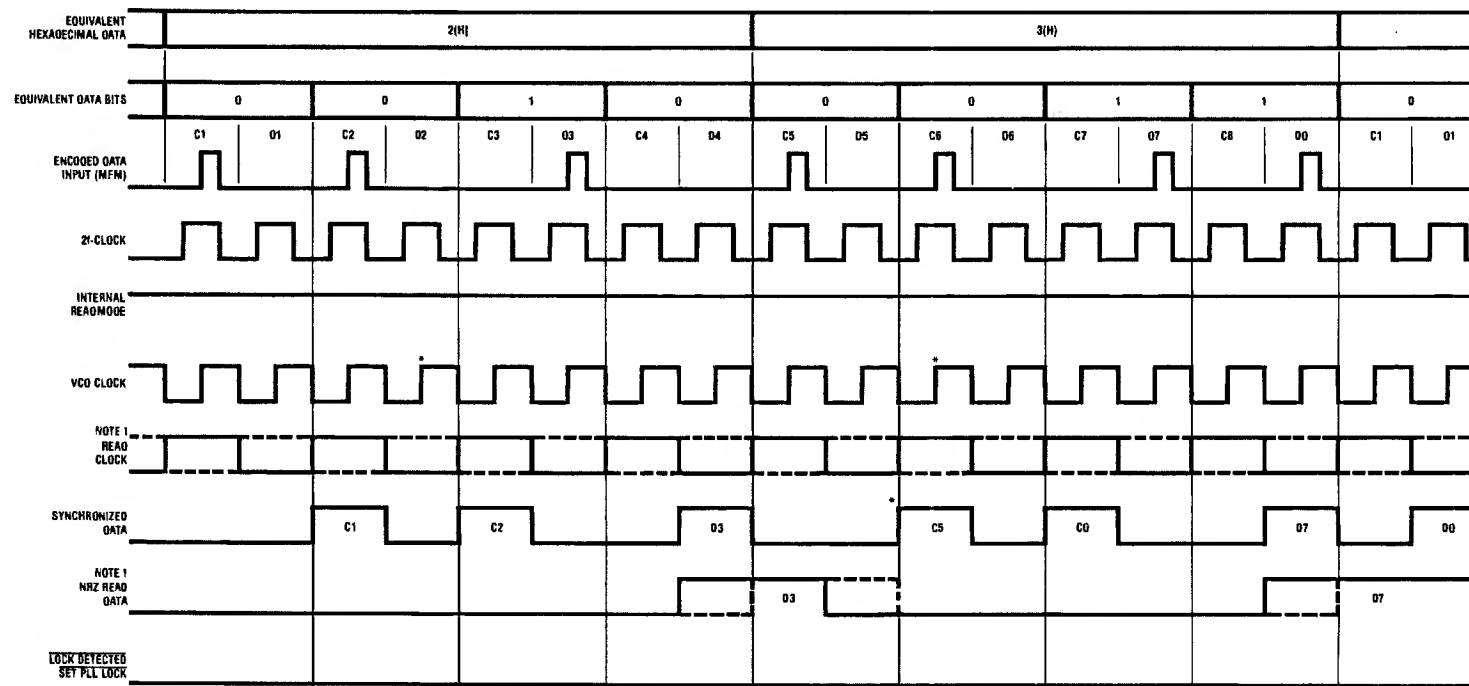 EQUIVALENT
HEXADECIMAL DATA
2(H)
3(H)
EQUIVALENT DATA BITS
0 0 1 0 0 0 1 1 0
C1 D1 C2 D2 C3 D3 C4 D4 C5 D5 C6 D6 C7 D7 C8 D0 C1 D1
ENCODED DATA
INPUT (MFM)
2f-CLOCK
INTERNAL
READ MODE
* *
VCO CLOCK
NOTE 1
READ
CLOCK
*
SYNCHRONIZED
DATA
C1 C2 D3 C5 C0 D7 D0
NOTE 1
NRZ READ
DATA
D3 D7
LOCK DETECTED
SET PLL LOCK